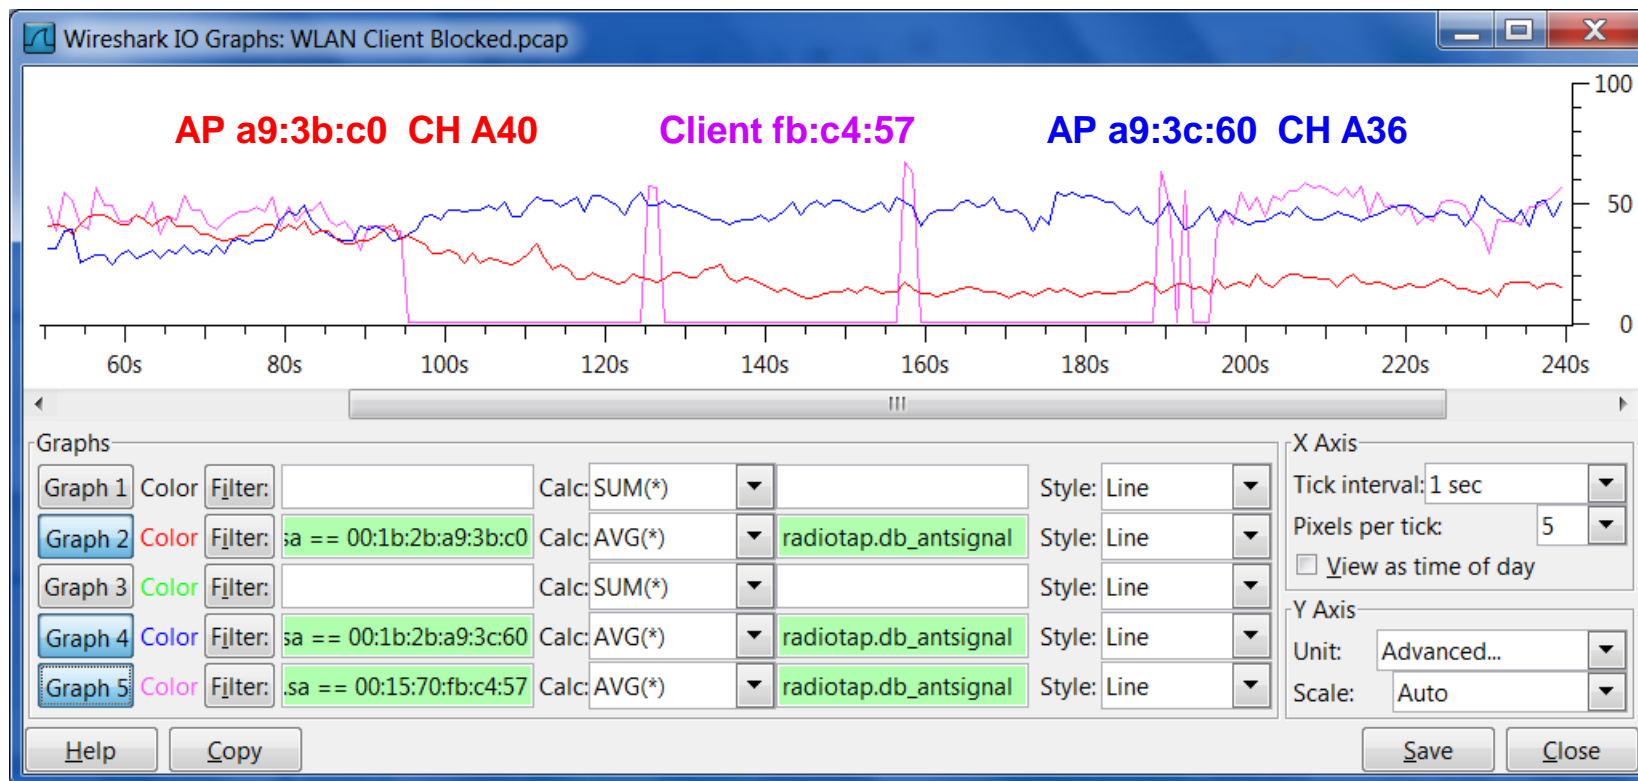 Wireshark IO Graphs: WLAN Client Blocked.pcap
100
AP a9:3b:c0 CH A40 Client fb:c4:57 AP a9:3c:60 CH A36
50
0
60s 80s 100s 120s 140s 160s 180s 200s 220s 240s
Graphs
Graph 1 Color Filter: Calc: SUM(*) Style: Line
Graph 2 Color Filter: sa == 00:1b:2b:a9:3b:c0 Calc: AVG(*) radiotap.db_antsignal Style: Line
Graph 3 Color Filter: Calc: SUM(*) Style: Line
Graph 4 Color Filter: sa == 00:1b:2b:a9:3c:60 Calc: AVG(*) radiotap.db_antsignal Style: Line
Graph 5 Color Filter: .sa == 00:15:70:fb:c4:57 Calc: AVG(*) radiotap.db_antsignal Style: Line
X Axis
Tick interval: 1 sec
Pixels per tick: 5
View as time of day
Y Axis
Unit: Advanced...
Scale: Auto
Help Copy Save Close